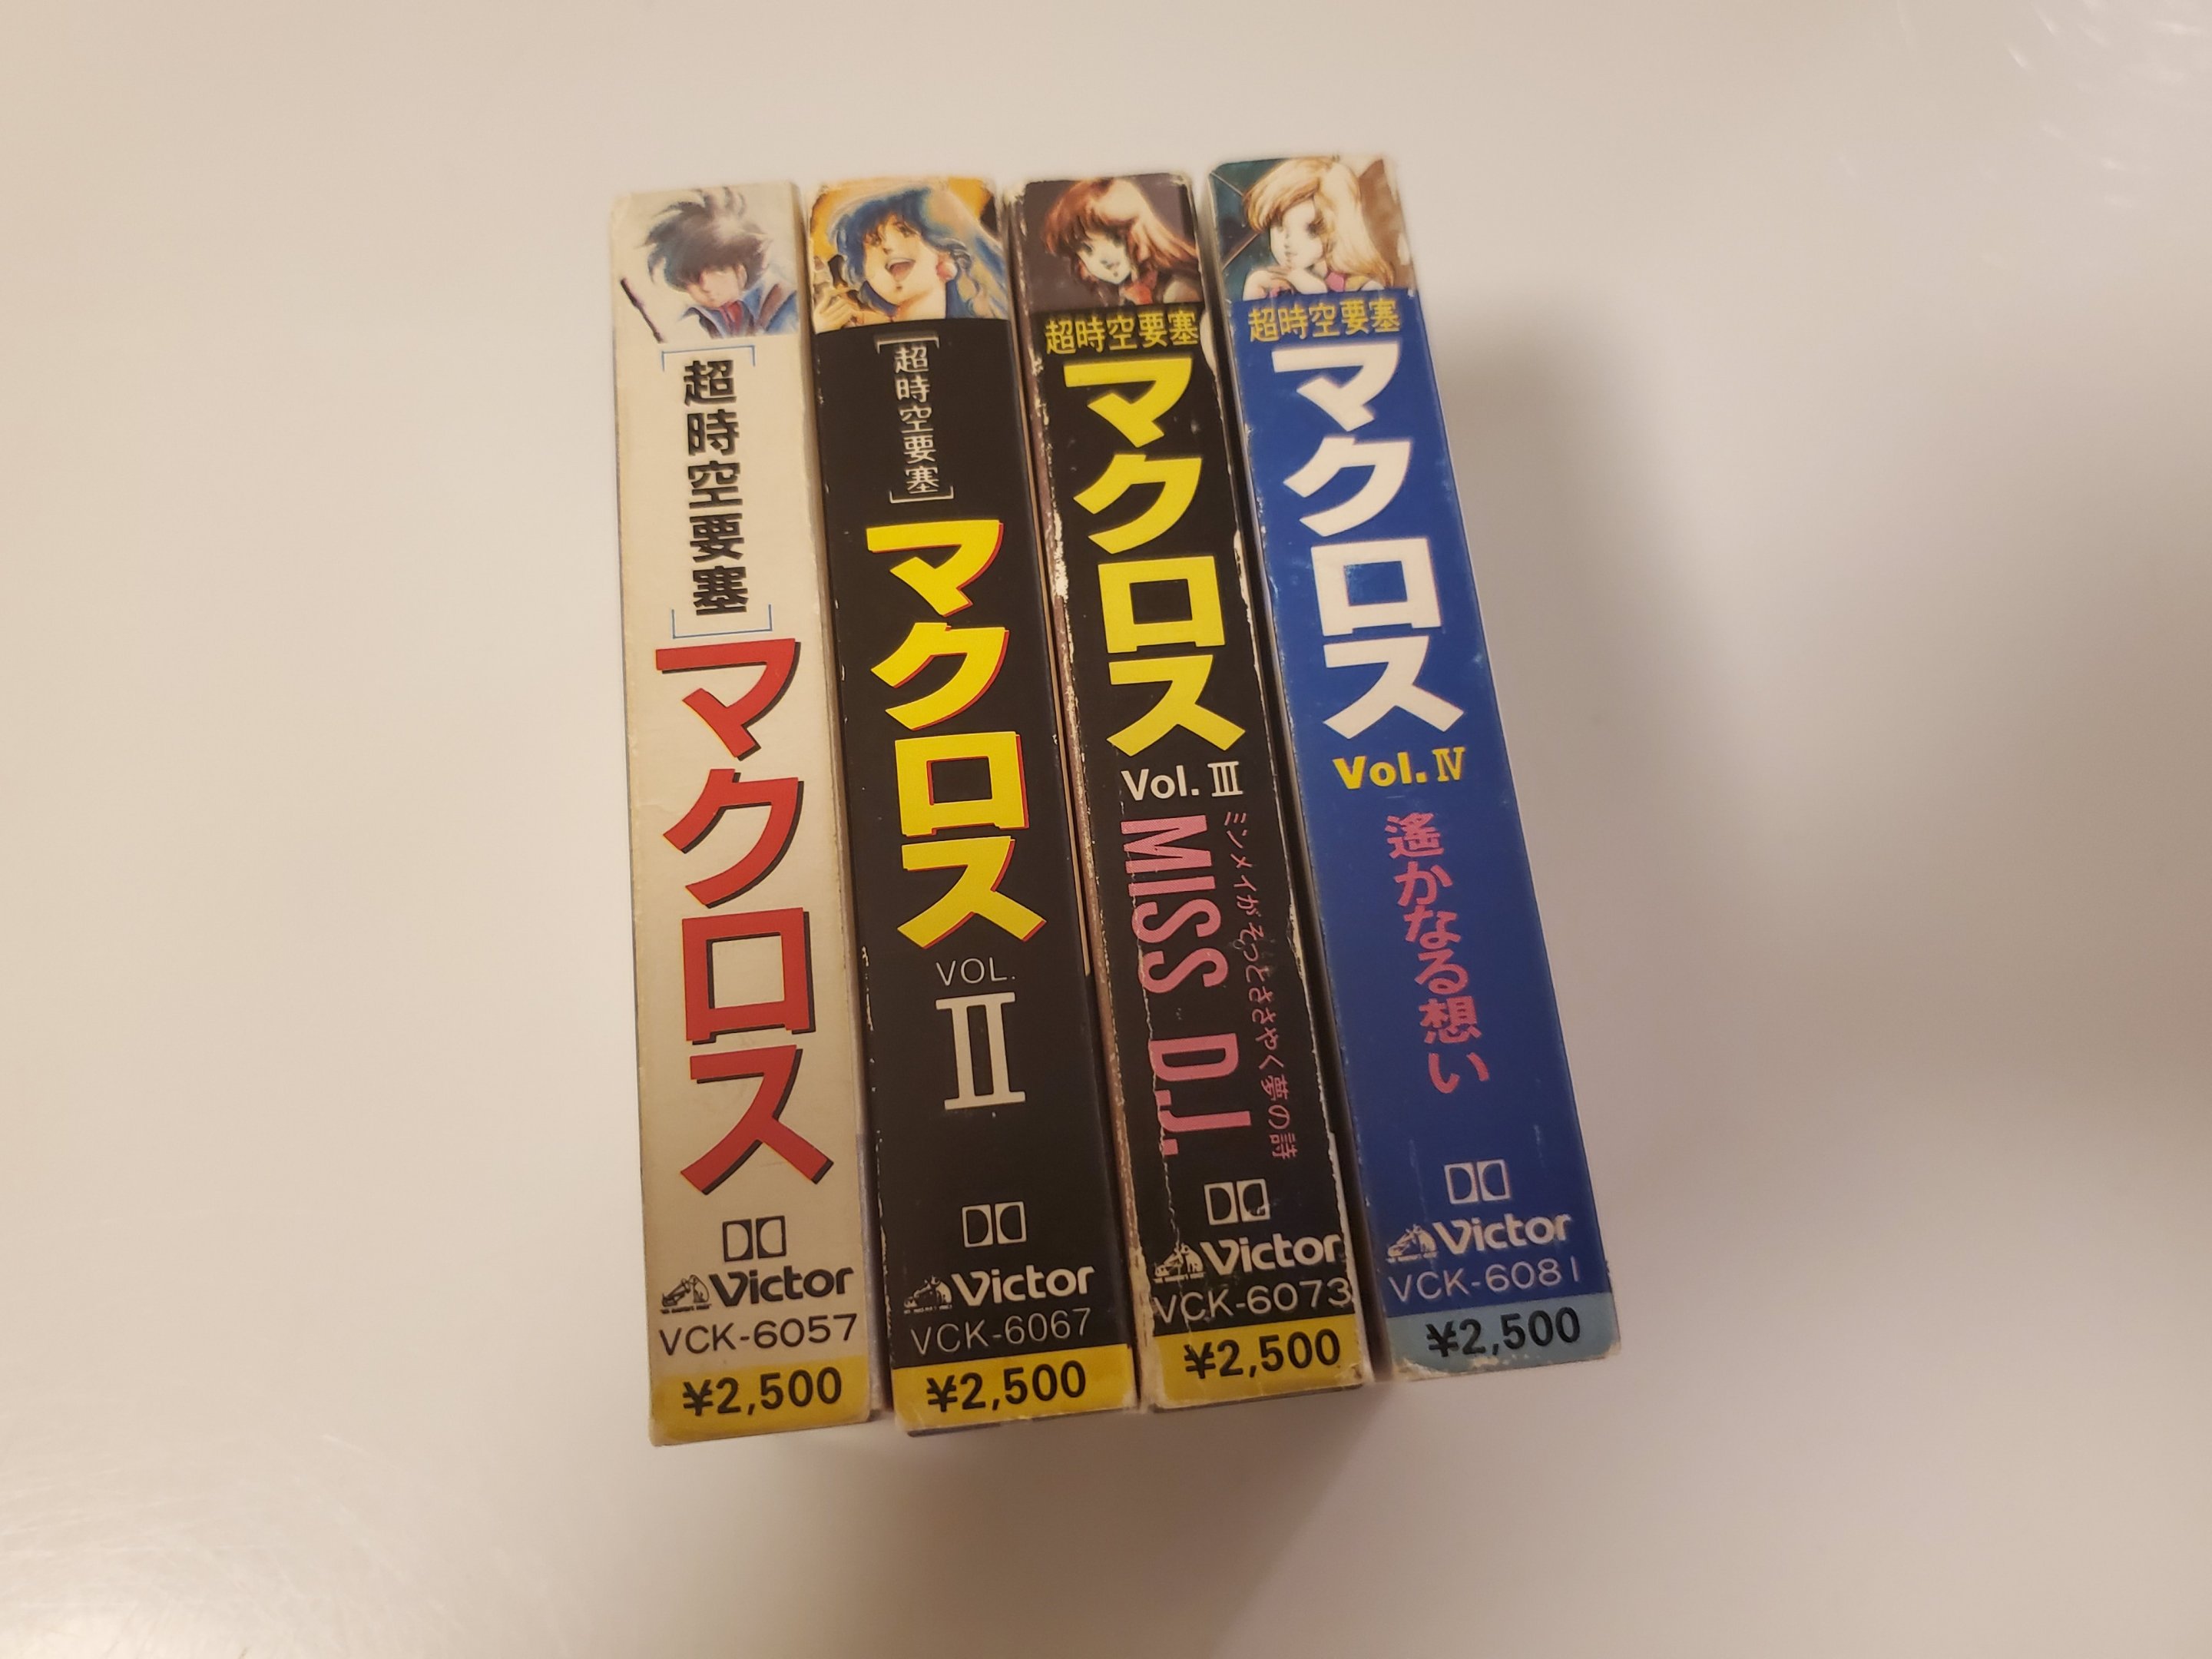 [超時空要塞]
マクロス
Victor
VCK-6057
¥2,500
[超時空要塞]
マクロス
VOL.
II
Victor
VCK-6067
¥2,500
超時空要塞
マクロス
Vol. III
ミンメイがそっとささやく夢の詩
MISS D.J.
Victor
VCK-6073
¥2,500
超時空要塞
マクロス
Vol. IV
遙かなる想い
Victor
VCK-6081
¥2,500